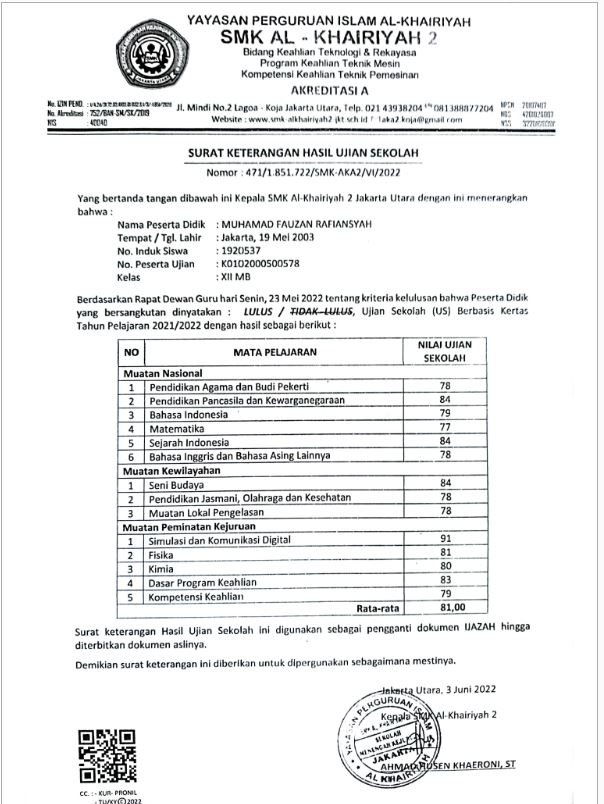 YAYASAN PERGURUAN ISLAM AL-KHAIRIYAH
SMK AL - KHAIRIYAH 2
Bidang Keahlian Teknologi & Rekayasa
Program Keahlian Teknik Mesin
Kompetensi Keahlian Teknik Pemesinan
AKREDITASI A
No. IZIN PEND. :
No. Akreditasi : 752/BAN-SM/SK/2019
NIS : 40040
Jl. Mindi No.2 Lagoa - Koja Jakarta Utara, Telp. 021 43938204 081388877204
Website : www.smk-alkhairiyah2-jkt.sch.id laka2.koja@gmail.com
NPSN
NSS
SURAT KETERANGAN HASIL UJIAN SEKOLAH
Nomor : 471/1.851.722/SMK-AKA2/VI/2022
Yang bertanda tangan dibawah ini Kepala SMK Al-Khairiyah 2 Jakarta Utara dengan ini menerangkan
bahwa :
Nama Peserta Didik : MUHAMAD FAUZAN RAFIANSYAH
Tempat / Tgl. Lahir : Jakarta, 19 Mei 2003
No. Induk Siswa : 1920537
No. Peserta Ujian : K0102000500578
Kelas : XII MB
Berdasarkan Rapat Dewan Guru hari Senin, 23 Mei 2022 tentang kriteria kelulusan bahwa Peserta Didik
yang bersangkutan dinyatakan : LULUS / TIDAK LULUS, Ujian Sekolah (US) Berbasis Kertas
Tahun Pelajaran 2021/2022 dengan hasil sebagai berikut :
NO MATA PELAJARAN NILAI UJIAN
SEKOLAH
Muatan Nasional
1 Pendidikan Agama dan Budi Pekerti 78
2 Pendidikan Pancasila dan Kewarganegaraan 84
3 Bahasa Indonesia 79
4 Matematika 77
5 Sejarah Indonesia 84
6 Bahasa Inggris dan Bahasa Asing Lainnya 78
Muatan Kewilayahan
1 Seni Budaya 84
2 Pendidikan Jasmani, Olahraga dan Kesehatan 78
3 Muatan Lokal Pengelasan 78
Muatan Peminatan Kejuruan
1 Simulasi dan Komunikasi Digital 91
2 Fisika 81
3 Kimia 80
4 Dasar Program Keahlian 83
5 Kompetensi Keahlian 79
Rata-rata 81,00
Surat keterangan Hasil Ujian Sekolah ini digunakan sebagai pengganti dokumen IJAZAH hingga
diterbitkan dokumen aslinya.
Demikian surat keterangan ini diberikan untuk dipergunakan sebagaimana mestinya.
Jakarta Utara, 3 Juni 2022
Kepala SMK Al-Khairiyah 2
YAYASAN PERGURUAN ISLAM
SEKOLAH
MENENGAH KEJURUAN
JAKARTA
AL KHAIRIYAH
AHMAD HUSEN KHAERONI, ST
CC. : - KUR- PRONIL
- TU/KY©2022